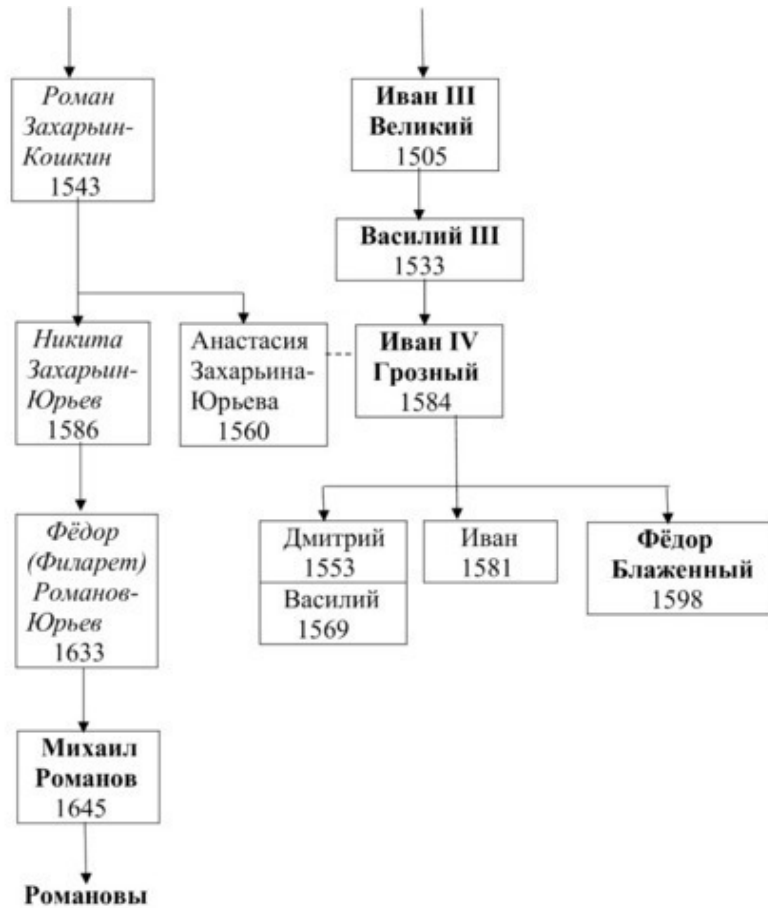 Роман
Захарьин-
Кошкин
1543
Иван III
Великий
1505
Василий III
1533
Никита
Захарьин-
Юрьев
1586
Анастасия
Захарьина-
Юрьева
1560
Иван IV
Грозный
1584
Фёдор
(Филарет)
Романов-
Юрьев
1633
Дмитрий
1553
Василий
1569
Иван
1581
Фёдор
Блаженный
1598
Михаил
Романов
1645
Романовы